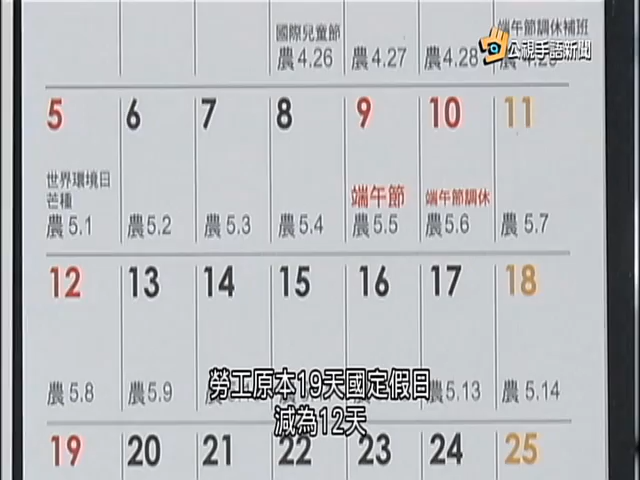 國際兒童節
端午節調休補班
農4.26
農4.27
農4.28
公視手語新聞
5 6 7 8 9 10 11
世界環境日
芒種
端午節
端午節調休
農5.1 農5.2 農5.3 農5.4 農5.5 農5.6 農5.7
12 13 14 15 16 17 18
農5.8 農5.9 5.13 農5.14
勞工原本19天國定假日
減為12天
19 20 21 22 23 24 25